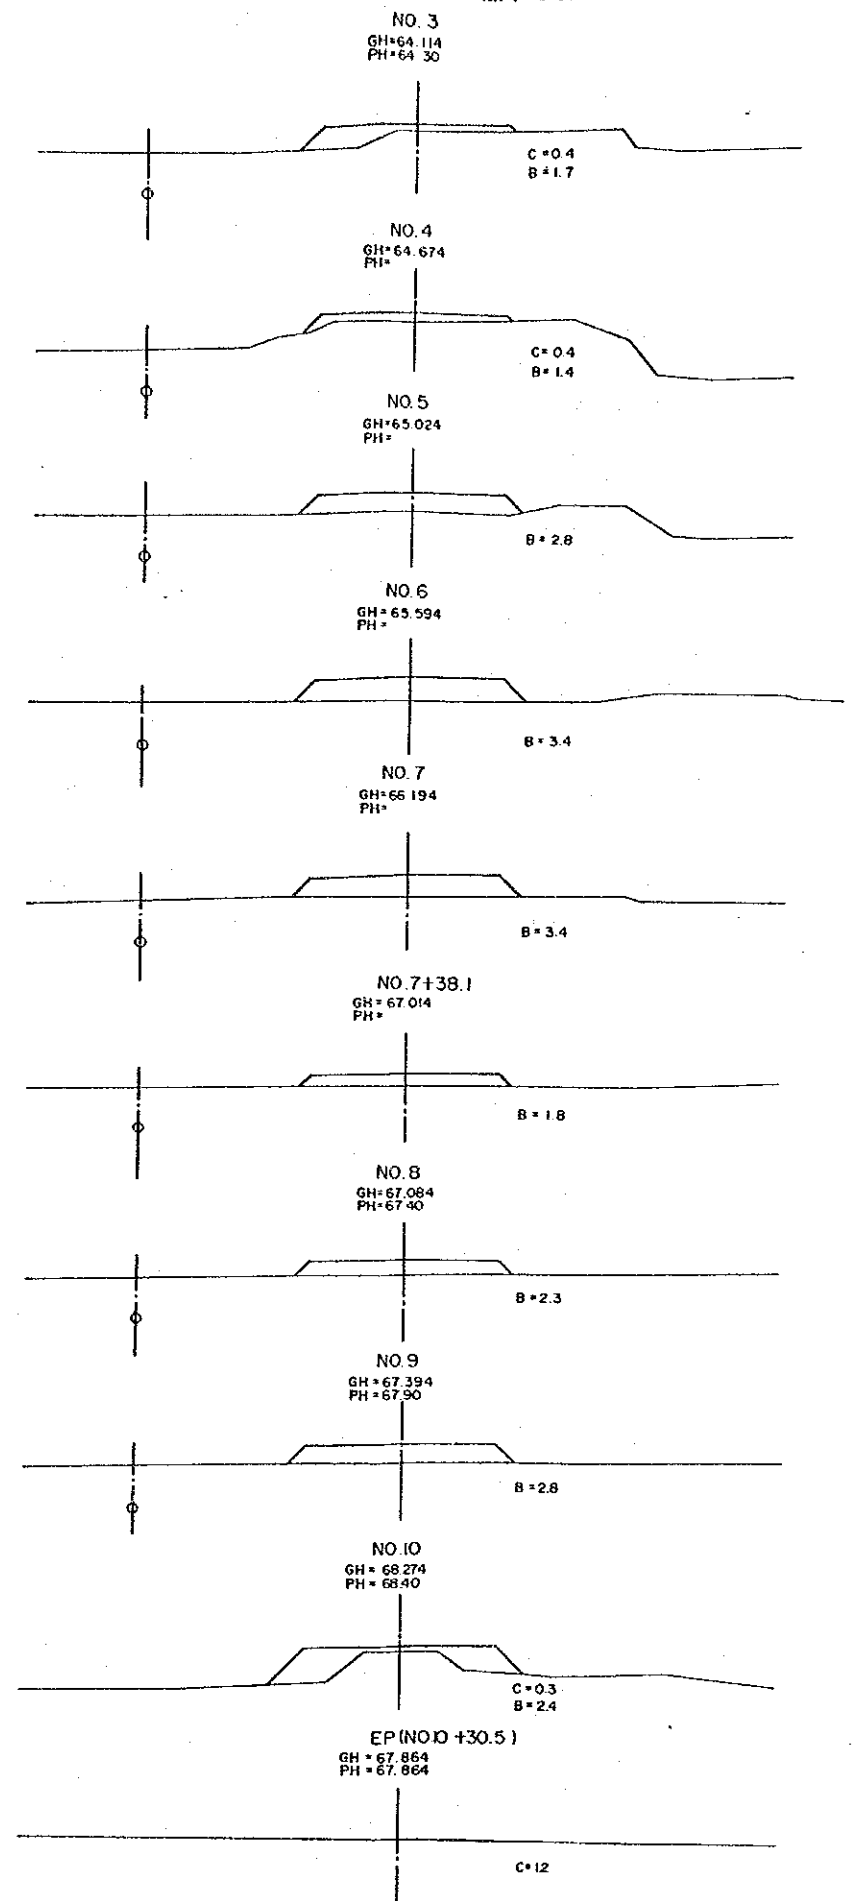 NO. 3
GH=64.114
PH=64 30
C=0.4
B=1.7
NO. 4
GH=64.674
PH=
C= 0.4
B= 1.4
NO. 5
GH=65.024
PH=
B= 2.8
NO. 6
GH= 65.594
PH=
B= 3.4
NO. 7
GH=66 194
PH=
B= 3.4
NO. 7+38.1
GH= 67.014
PH=
B= 1.8
NO. 8
GH=67.084
PH=67 40
B=2.3
NO. 9
GH=67.394
PH=67.90
B=2.8
NO.10
GH= 68.274
PH= 68.40
C=0.3
B=2.4
EP(NO.10 +30.5)
GH =67.864
PH =67.864
C=1.2